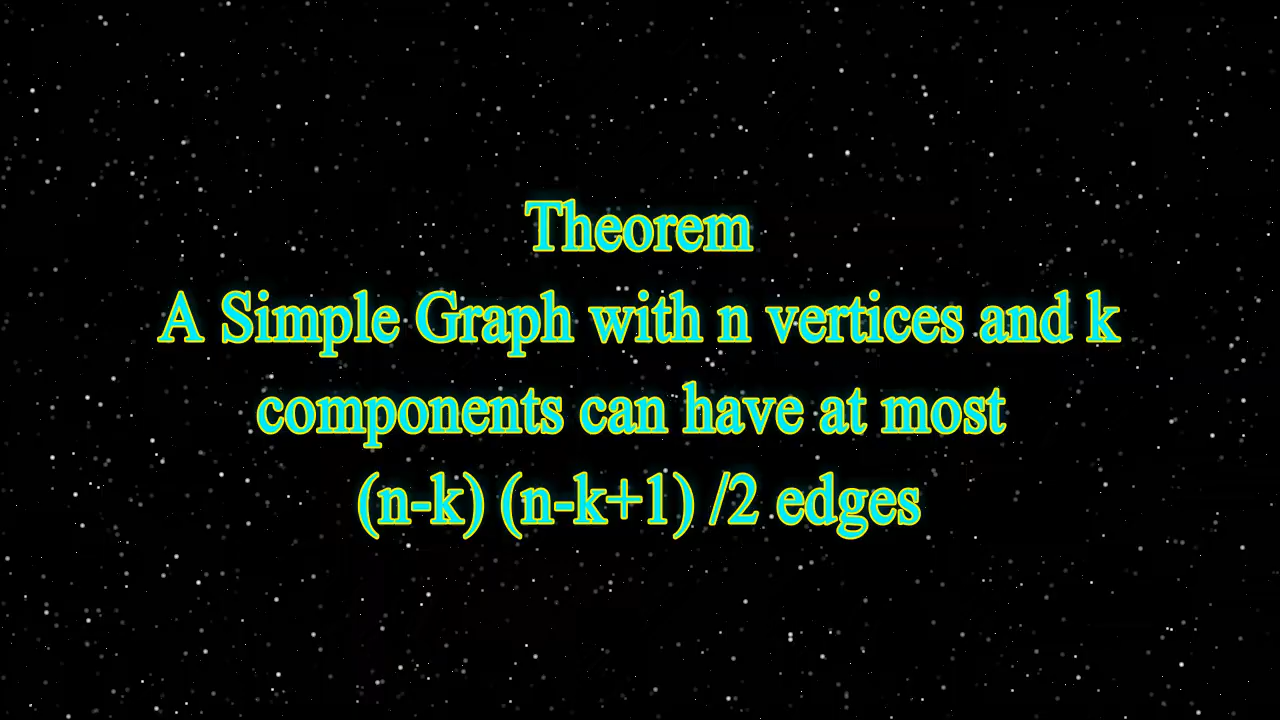 Theorem
A Simple Graph with n vertices and k
components can have at most
(n-k) (n-k+1) /2 edges